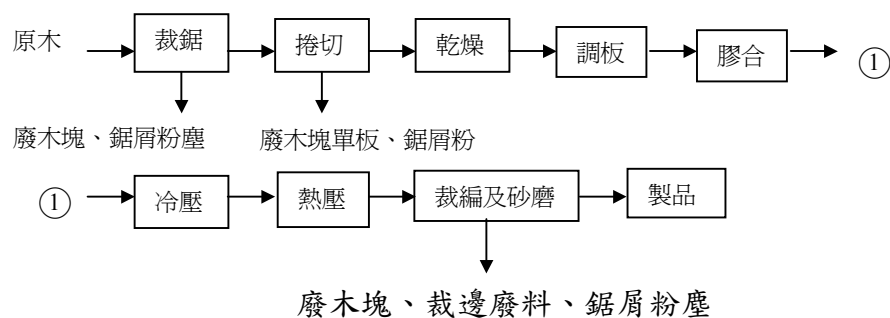 原木 裁鋸 捲切 乾燥 調板 膠合 ①
廢木塊、鋸屑粉塵 廢木塊單板、鋸屑粉
① 冷壓 熱壓 裁編及砂磨 製品
廢木塊、裁邊廢料、鋸屑粉塵